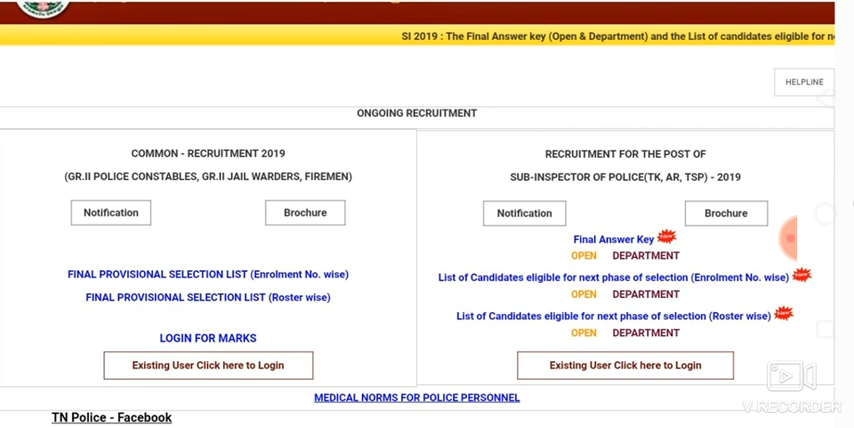 SI 2019 : The Final Answer key (Open & Department) and the List of candidates eligible for
HELPLINE
ONGOING RECRUITMENT
COMMON - RECRUITMENT 2019
(GR.II POLICE CONSTABLES, GR.II JAIL WARDERS, FIREMEN)
Notification
Brochure
FINAL PROVISIONAL SELECTION LIST (Enrolment No. wise)
FINAL PROVISIONAL SELECTION LIST (Roster wise)
LOGIN FOR MARKS
Existing User Click here to Login
RECRUITMENT FOR THE POST OF
SUB-INSPECTOR OF POLICE(TK, AR, TSP) - 2019
Notification
Brochure
Final Answer Key
OPEN DEPARTMENT
List of Candidates eligible for next phase of selection (Enrolment No. wise)
OPEN DEPARTMENT
List of Candidates eligible for next phase of selection (Roster wise)
OPEN DEPARTMENT
Existing User Click here to Login
MEDICAL NORMS FOR POLICE PERSONNEL
TN Police - Facebook
V RECORDER